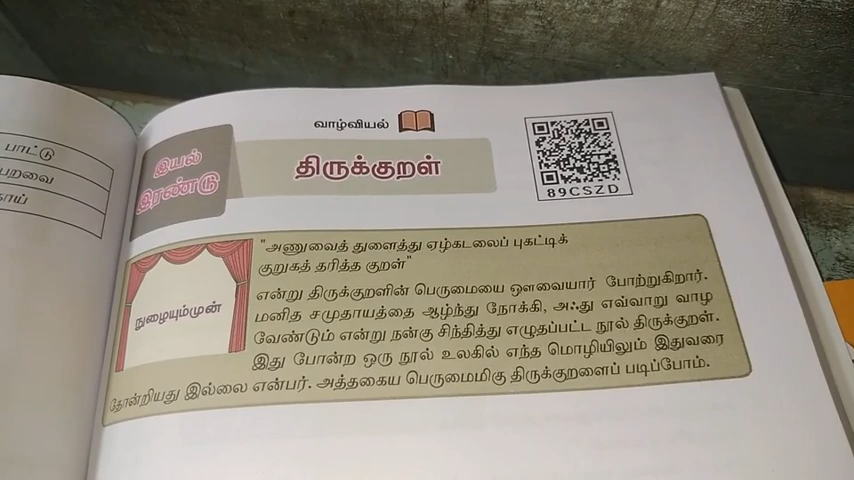 பாட்டு
பறவை
வாழ்வியல்
இயல்
இரண்டு
திருக்குறள்
89CSZD
நுழையும்முன்
"அணுவைத் துளைத்து ஏழ்கடலைப் புகட்டிக்
குறுகத் தரித்த குறள்"
என்று திருக்குறளின் பெருமையை ஔவையார் போற்றுகிறார்.
மனித சமுதாயத்தை ஆழ்ந்து நோக்கி, அஃது எவ்வாறு வாழ
வேண்டும் என்று நன்கு சிந்தித்து எழுதப்பட்ட நூல் திருக்குறள்.
இது போன்ற ஒரு நூல் உலகில் எந்த மொழியிலும் இதுவரை
தோன்றியது இல்லை என்பர். அத்தகைய பெருமைமிகு திருக்குறளைப் படிப்போம்.